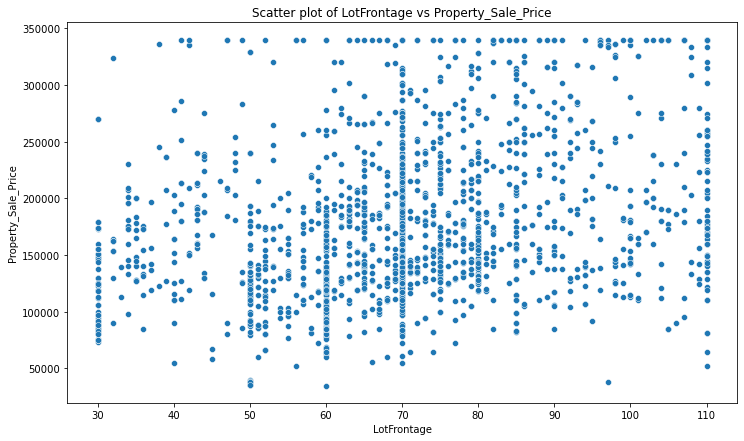 Scatter plot of LotFrontage vs Property_Sale_Price
350000
300000
250000
200000
150000
100000
50000
Property_Sale_Price
30 40 50 60 70 80 90 100 110
LotFrontage